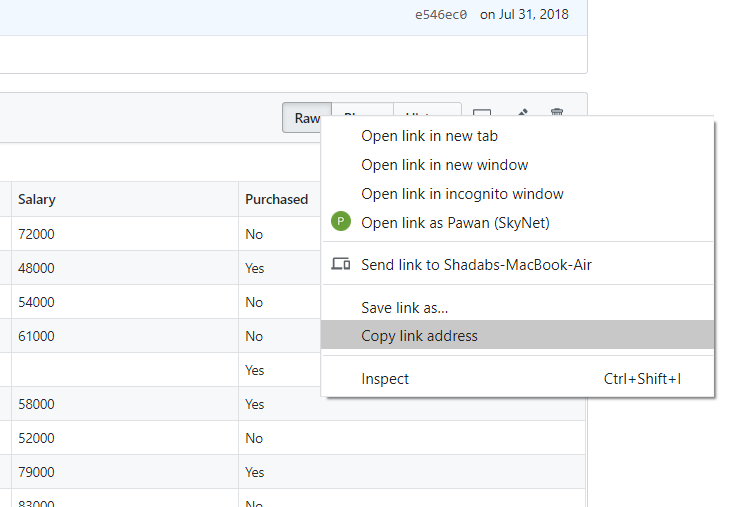 e546ec0 on Jul 31, 2018
Raw
Open link in new tab
Open link in new window
Open link in incognito window
P Open link as Pawan (SkyNet)
Send link to Shadabs-MacBook-Air
Save link as...
Copy link address
Inspect Ctrl+Shift+I
Salary Purchased
72000 No
48000 Yes
54000 No
61000 No
Yes
58000 Yes
52000 No
79000 Yes
83000 No